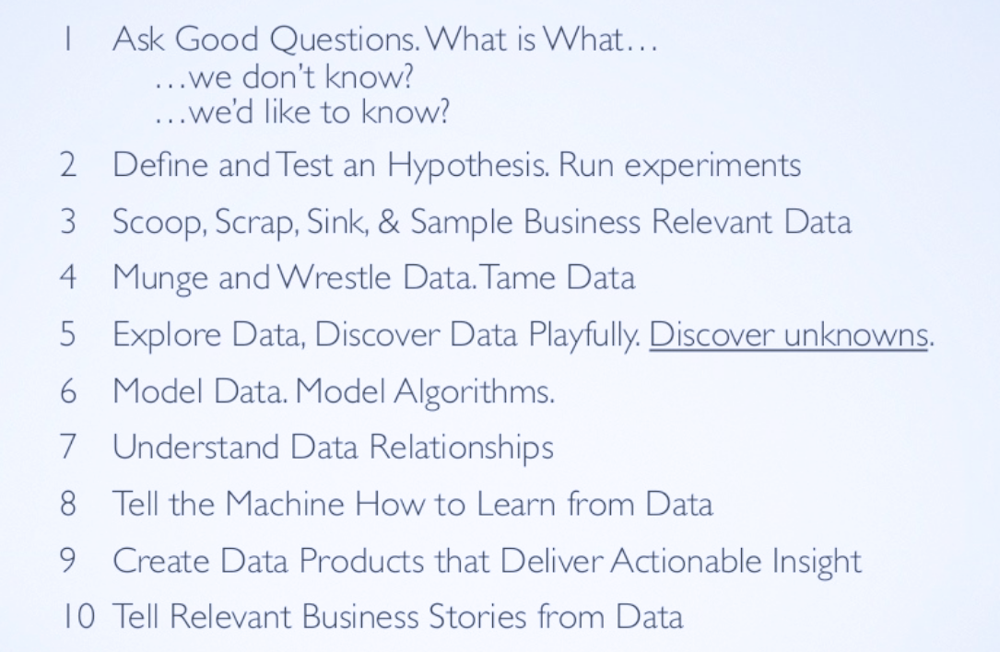 1 Ask Good Questions. What is What…
…we don't know?
…we'd like to know?
2 Define and Test an Hypothesis. Run experiments
3 Scoop, Scrap, Sink, & Sample Business Relevant Data
4 Munge and Wrestle Data. Tame Data
5 Explore Data, Discover Data Playfully. Discover unknowns.
6 Model Data. Model Algorithms.
7 Understand Data Relationships
8 Tell the Machine How to Learn from Data
9 Create Data Products that Deliver Actionable Insight
10 Tell Relevant Business Stories from Data